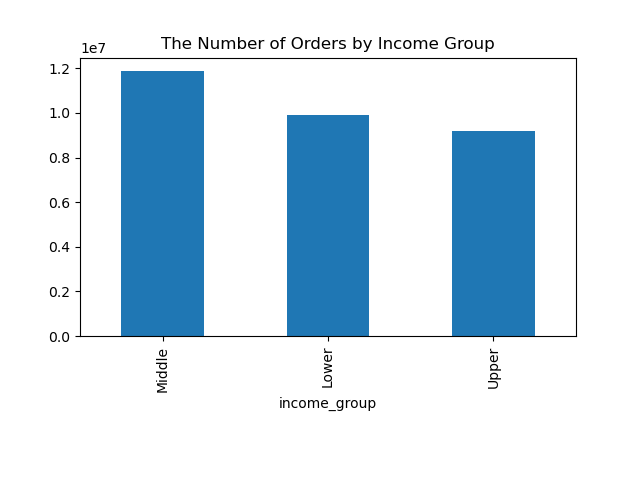 The Number of Orders by Income Group
1e7
1.2
1.0
0.8
0.6
0.4
0.2
0.0
Middle
Lower
Upper
income_group